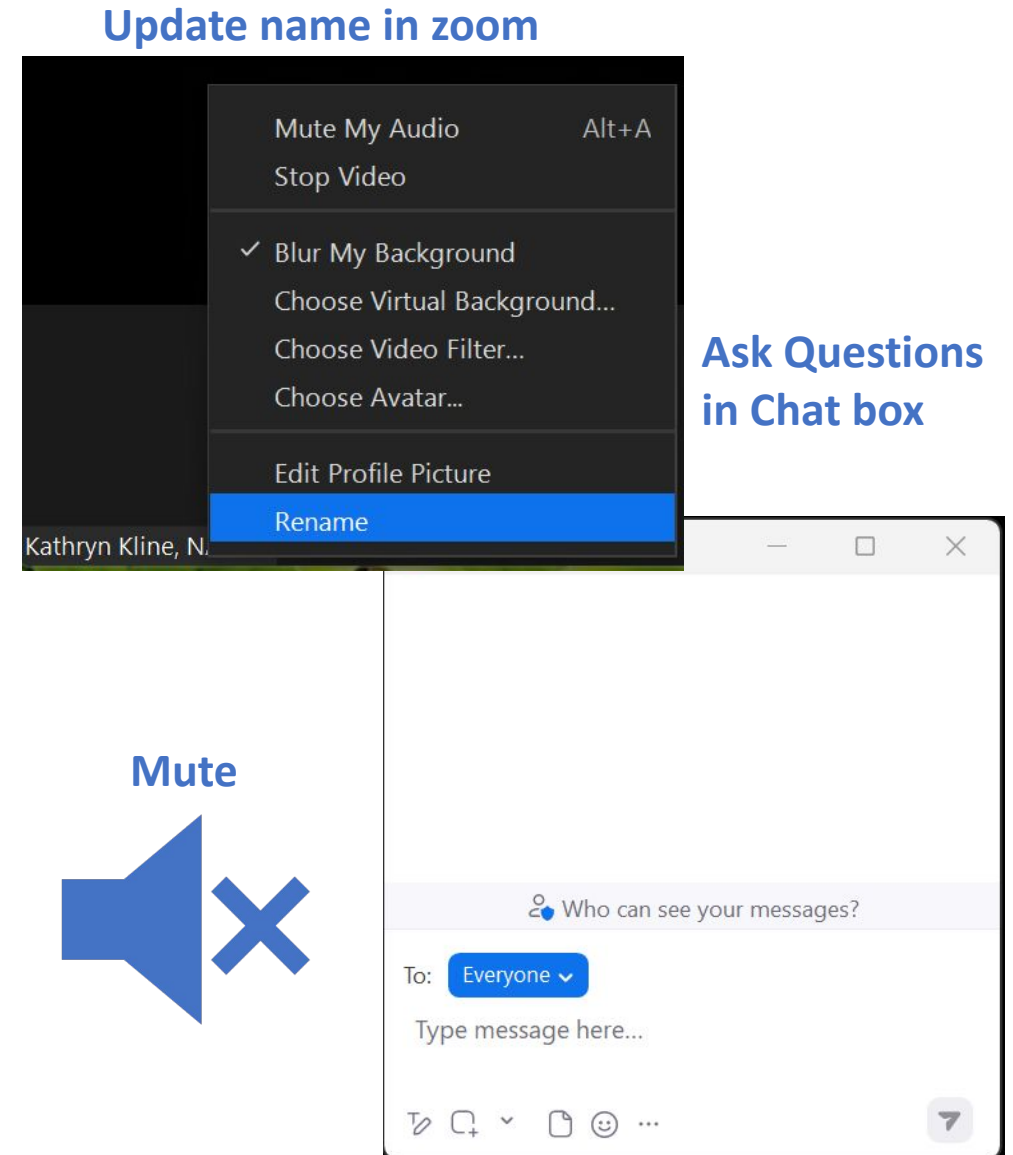 Update name in zoom
Mute My Audio Alt+A
Stop Video
Blur My Background
Choose Virtual Background...
Choose Video Filter...
Choose Avatar...
Edit Profile Picture
Rename
Kathryn Kline,
Ask Questions
in Chat box
Mute
Who can see your messages?
To: Everyone
Type message here...